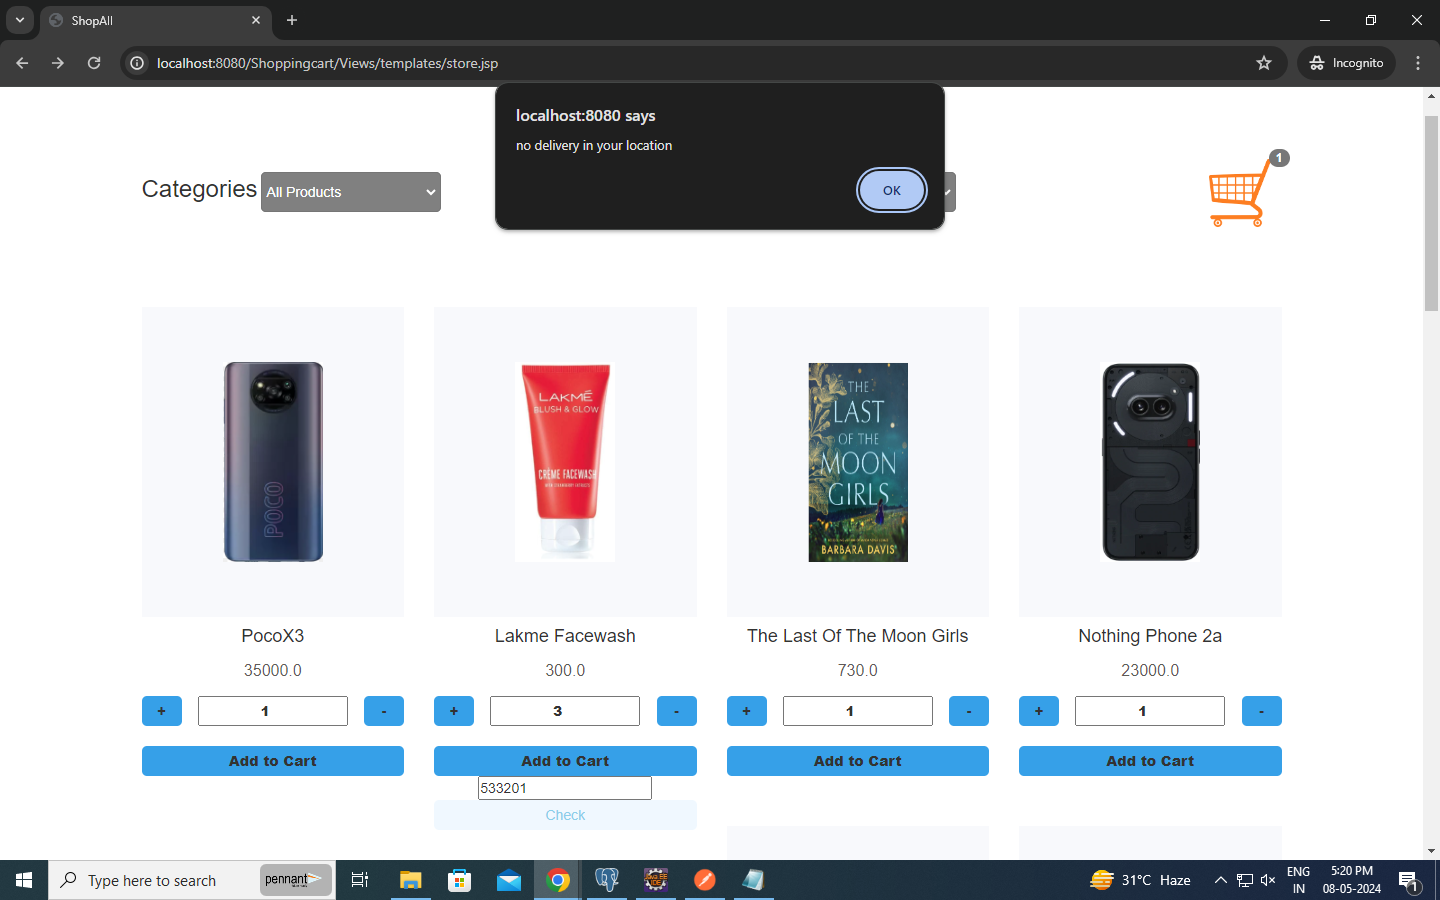 ShopAll
localhost:8080/Shoppingcart/Views/templates/store.jsp
Incognito
localhost:8080 says
no delivery in your location
OK
Categories
All Products
1
LAKMÉ
BLUSH & GLOW
CRÈME FACEWASH
POCO
THE
LAST
OF THE
MOON
GIRLS
BARBARA DAVIS
PocoX3
Lakme Facewash
The Last Of The Moon Girls
Nothing Phone 2a
35000.0
300.0
730.0
23000.0
+ 1 -
+ 3 -
+ 1 -
+ 1 -
Add to Cart
Add to Cart
Add to Cart
Add to Cart
533201
Check
Type here to search
pennant
31°C Haze
ENG
IN
5:20 PM
08-05-2024
1